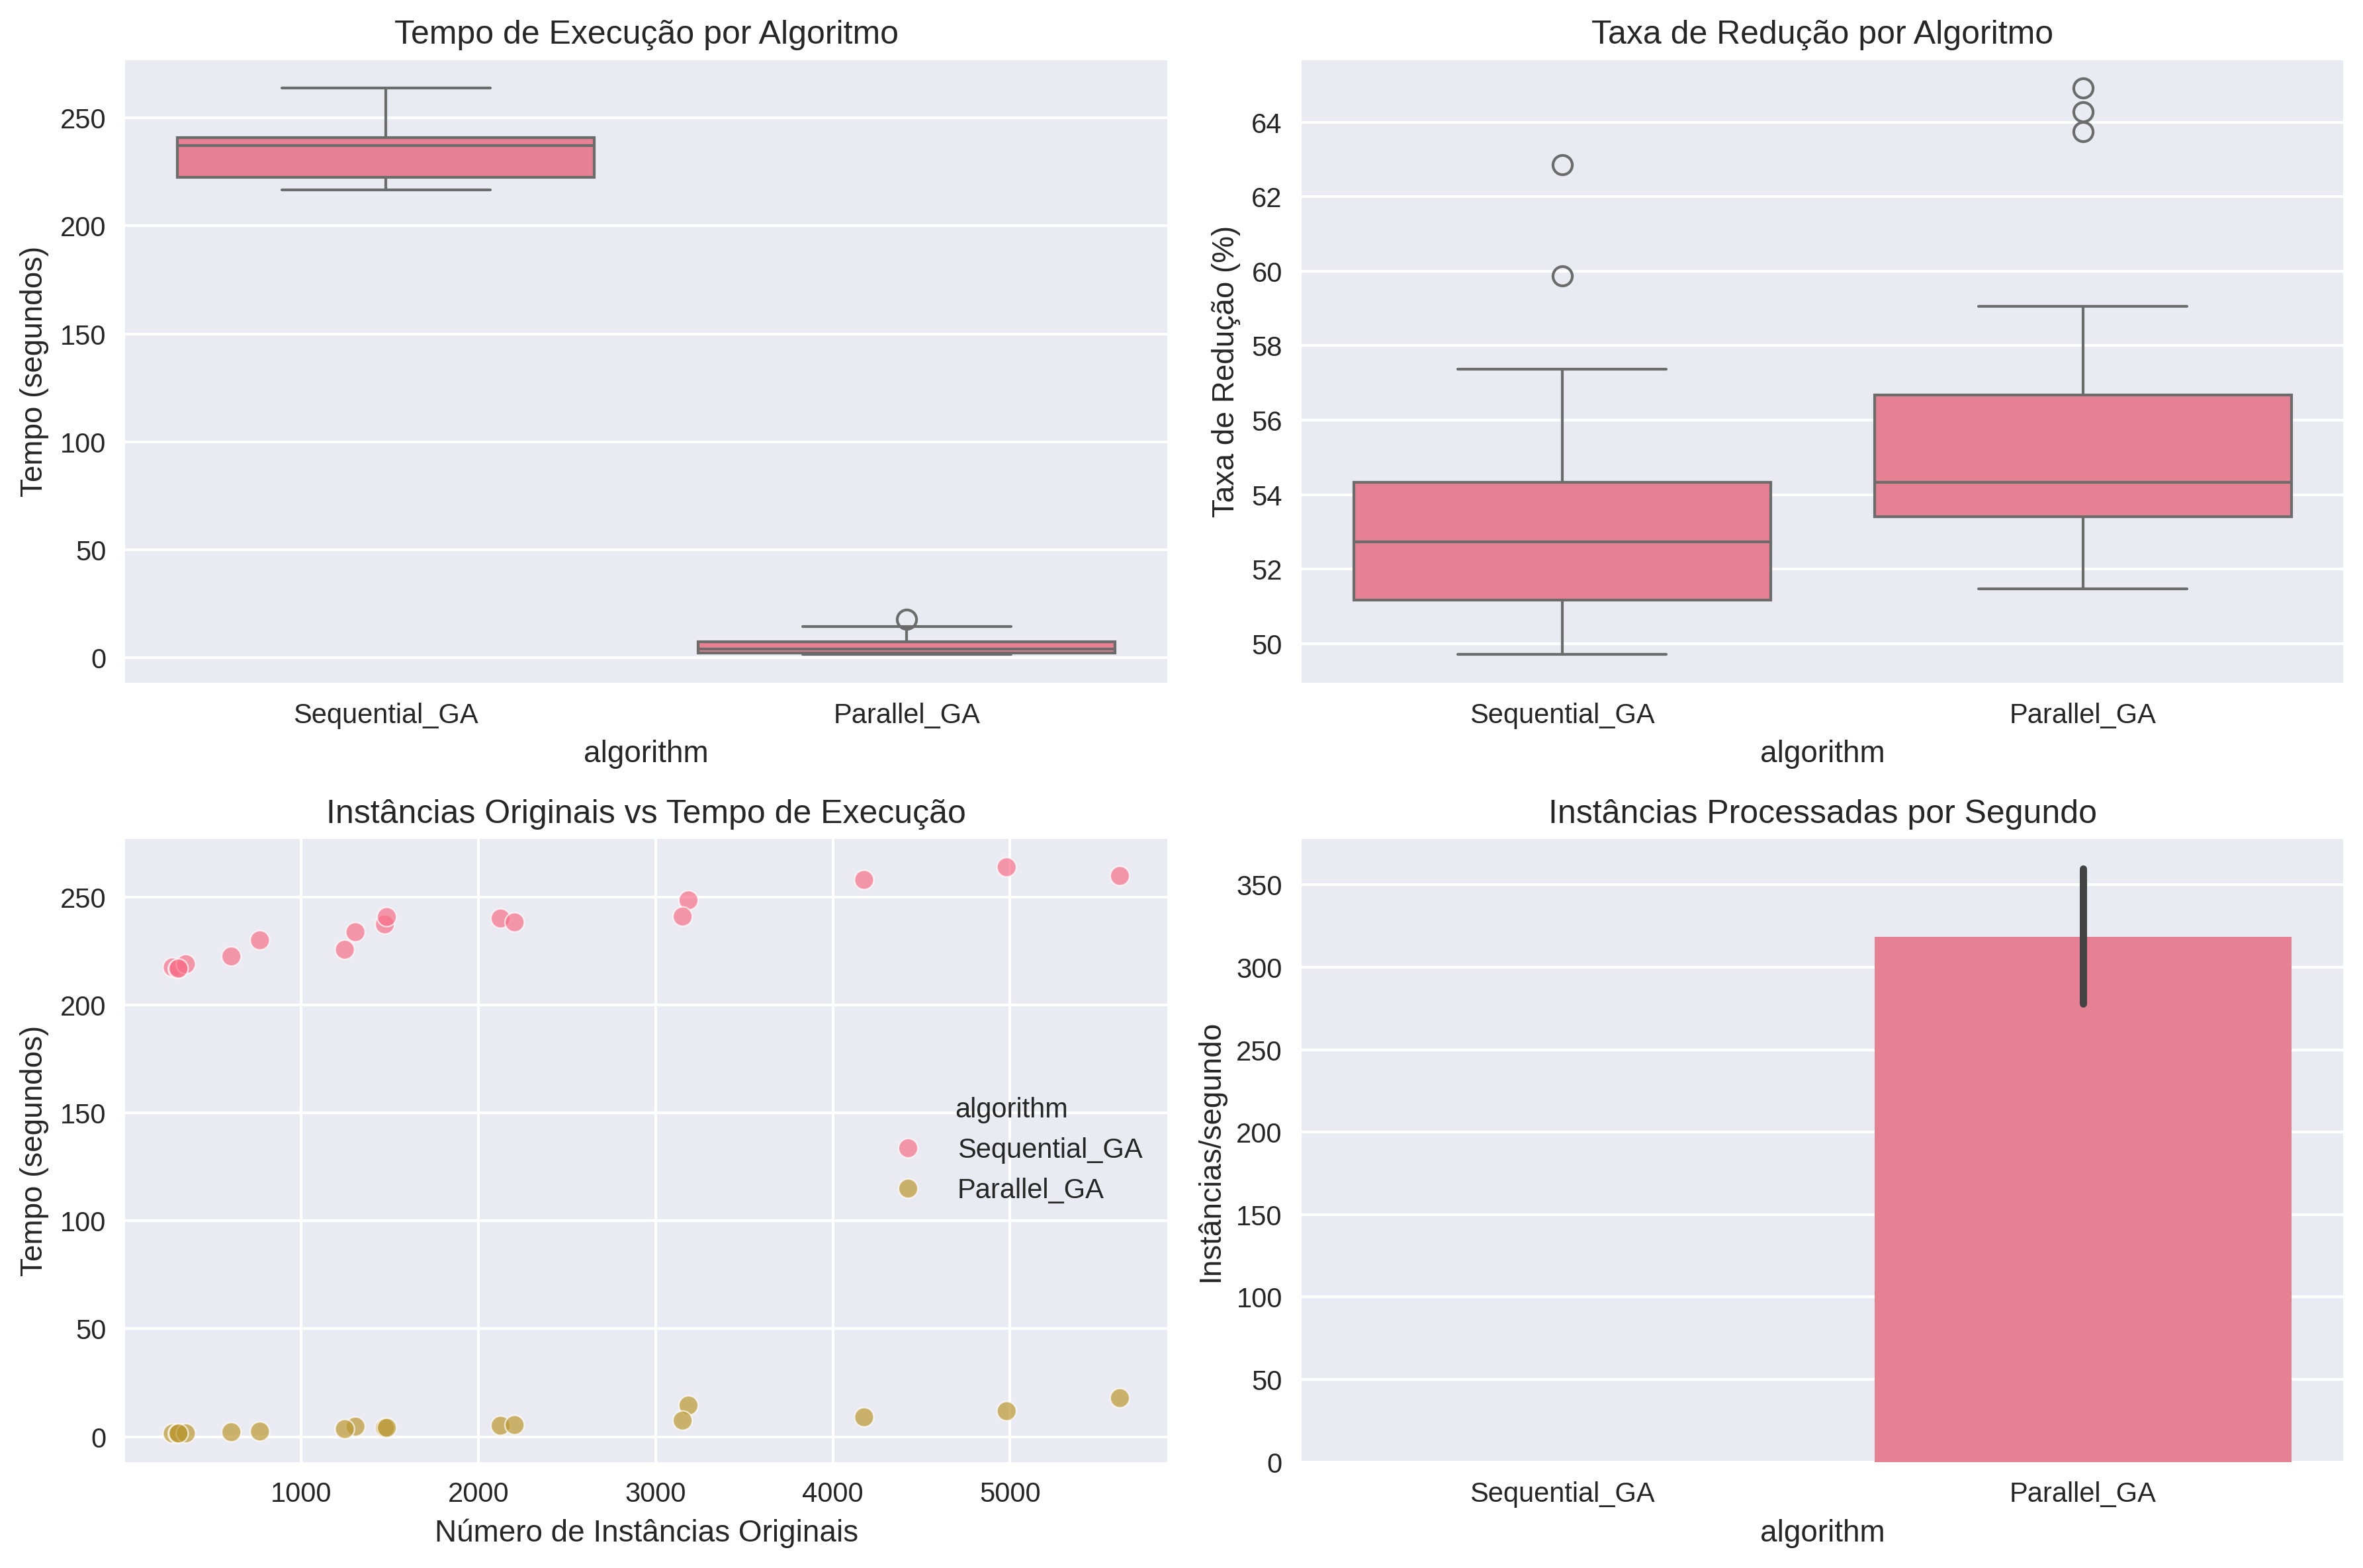 Tempo de Execução por Algoritmo
Tempo (segundos)
250
200
150
100
50
0
Sequential_GA
Parallel_GA
algorithm
Taxa de Redução por Algoritmo
Taxa de Redução (%)
64
62
60
58
56
54
52
50
Sequential_GA
Parallel_GA
algorithm
Instâncias Originais vs Tempo de Execução
Tempo (segundos)
250
200
150
100
50
0
algorithm
Sequential_GA
Parallel_GA
1000
2000
3000
4000
5000
Número de Instâncias Originais
Instâncias Processadas por Segundo
Instâncias/segundo
350
300
250
200
150
100
50
0
Sequential_GA
Parallel_GA
algorithm